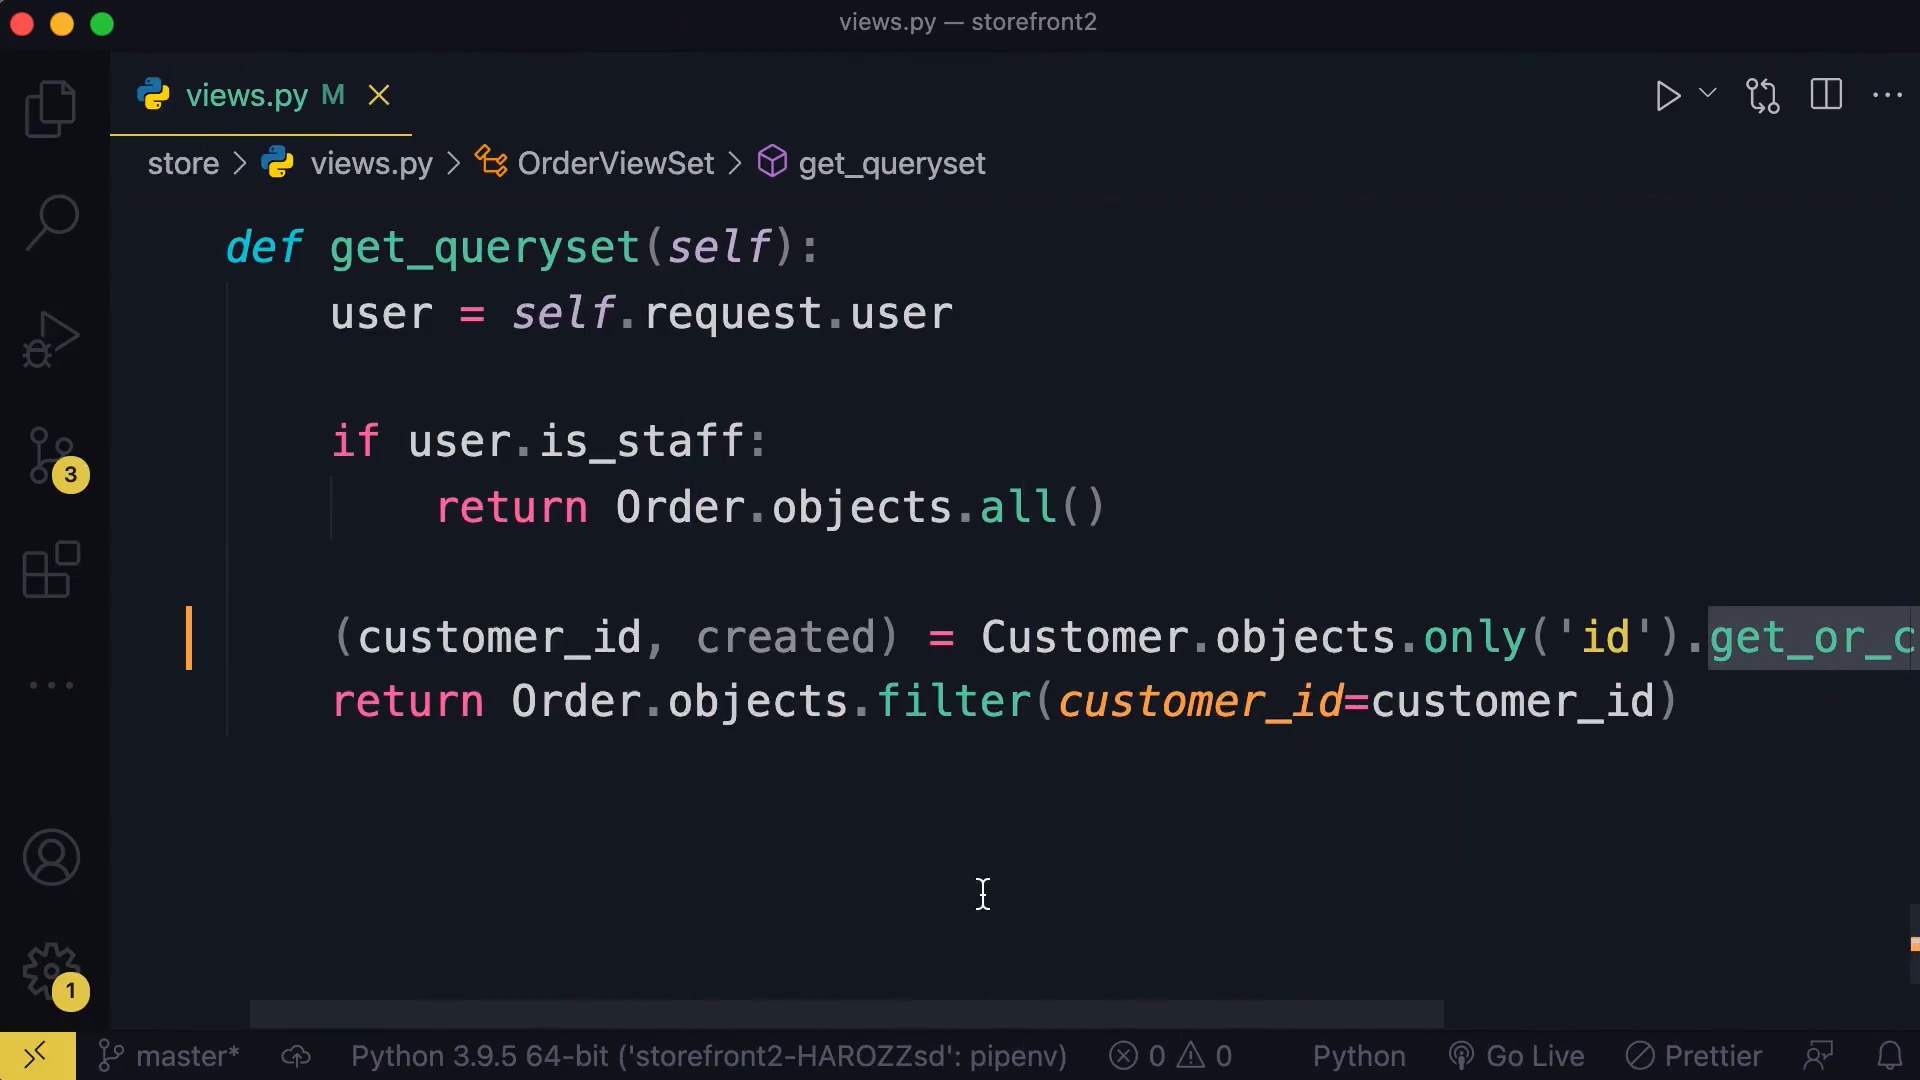 views.py — storefront2
views.py M
store > views.py > OrderViewSet > get_queryset
def get_queryset(self):
user = self.request.user
if user.is_staff:
return Order.objects.all()
(customer_id, created) = Customer.objects.only('id').get_or_c
return Order.objects.filter(customer_id=customer_id)
3
1
master* Python 3.9.5 64-bit ('storefront2-HAROZZsd': pipenv) 0 0 Python Go Live Prettier